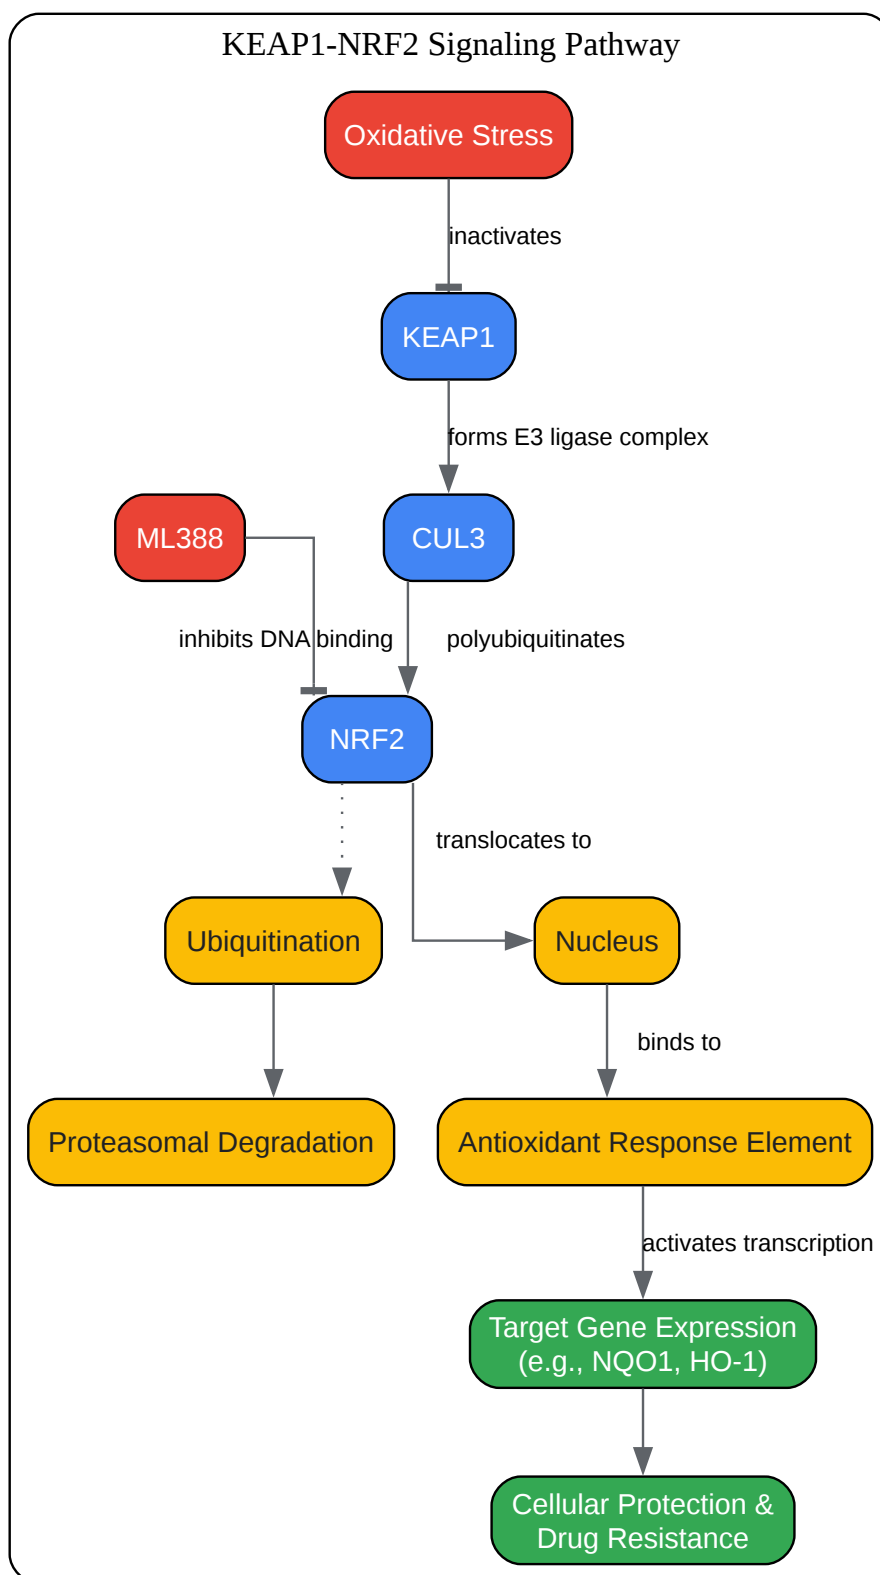 KEAP1-NRF2 Signaling Pathway
Oxidative Stress
inactivates
KEAP1
forms E3 ligase complex
ML388
CUL3
inhibits DNA binding
polyubiquitinates
NRF2
translocates to
Ubiquitination
Nucleus
binds to
Proteasomal Degradation
Antioxidant Response Element
activates transcription
Target Gene Expression
(e.g., NQO1, HO-1)
Cellular Protection &
Drug Resistance